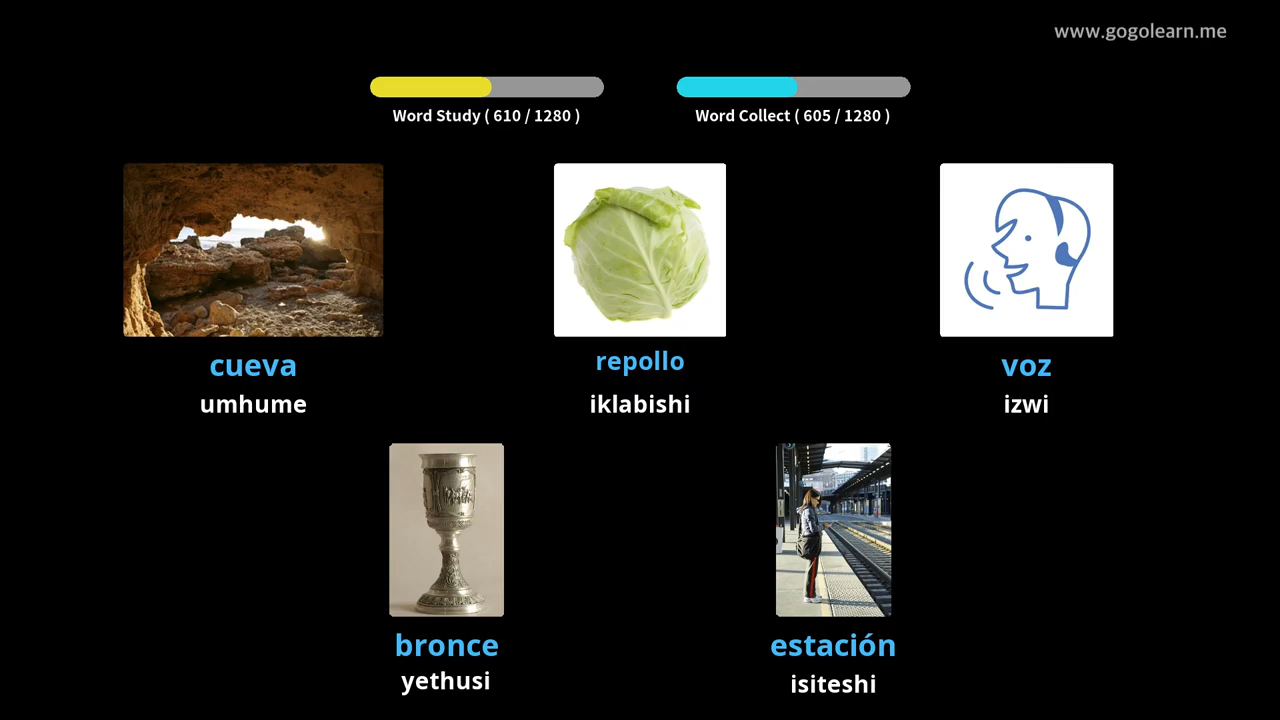 www.gogolearn.me
Word Study ( 610 / 1280 )
Word Collect ( 605 / 1280 )
cueva
umhume
repollo
iklabishi
voz
izwi
bronce
yethusi
estación
isiteshi